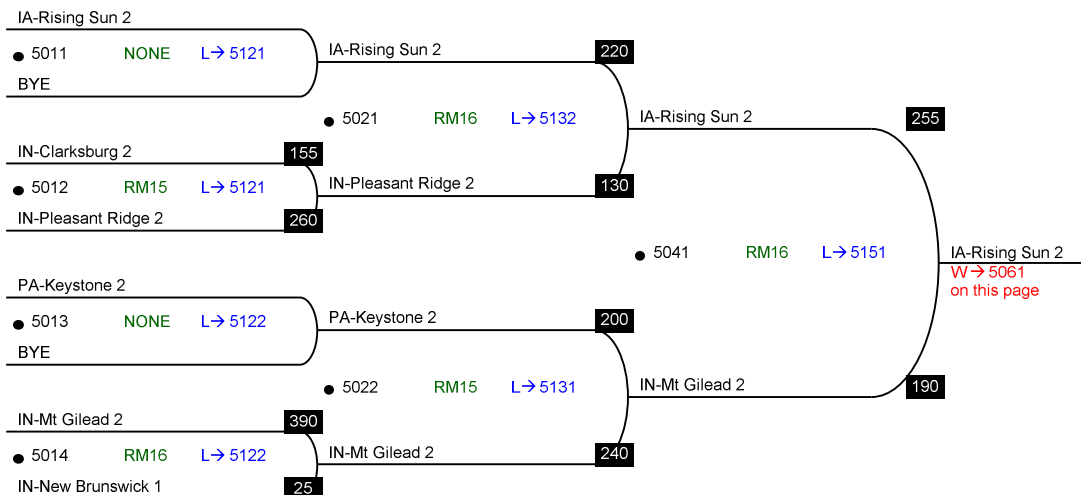 IA-Rising Sun 2
5011 NONE L→ 5121
BYE
IA-Rising Sun 2 220
5021 RM16 L→ 5132
IN-Clarksburg 2 155
5012 RM15 L→ 5121
IN-Pleasant Ridge 2 260
IN-Pleasant Ridge 2 130
IA-Rising Sun 2 255
5041 RM16 L→ 5151
IA-Rising Sun 2
W→ 5061
on this page
PA-Keystone 2
5013 NONE L→ 5122
BYE
PA-Keystone 2 200
5022 RM15 L→ 5131
IN-Mt Gilead 2 190
IN-Mt Gilead 2 390
5014 RM16 L→ 5122
IN-New Brunswick 1 25
IN-Mt Gilead 2 240